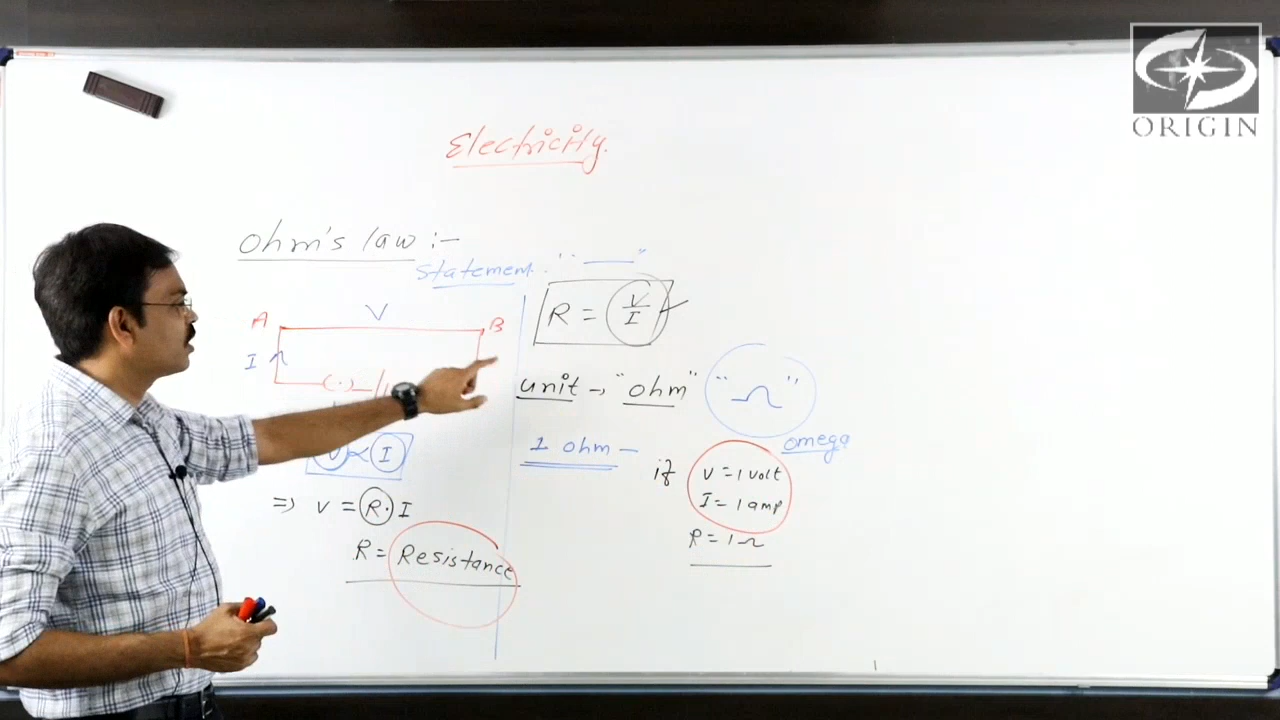 ORIGIN
Electricity.
Ohm's law :-
Statement : " ——— "
A V B
I
V ∝ I
⇒ V = R · I
R = Resistance
R = V/I
unit → "ohm" "Ω"
omega
1 ohm —
if V = 1 volt
I = 1 amp
R = 1 Ω